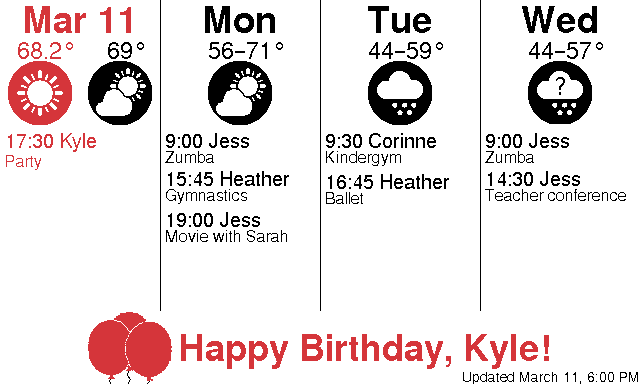 Mar 11
68.2° 69°
17:30 Kyle
Party
Mon
56–71°
9:00 Jess
Zumba
15:45 Heather
Gymnastics
19:00 Jess
Movie with Sarah
Tue
44–59°
9:30 Corinne
Kindergym
16:45 Heather
Ballet
Wed
44–57°
?
9:00 Jess
Zumba
14:30 Jess
Teacher conference
Happy Birthday, Kyle!
Updated March 11, 6:00 PM